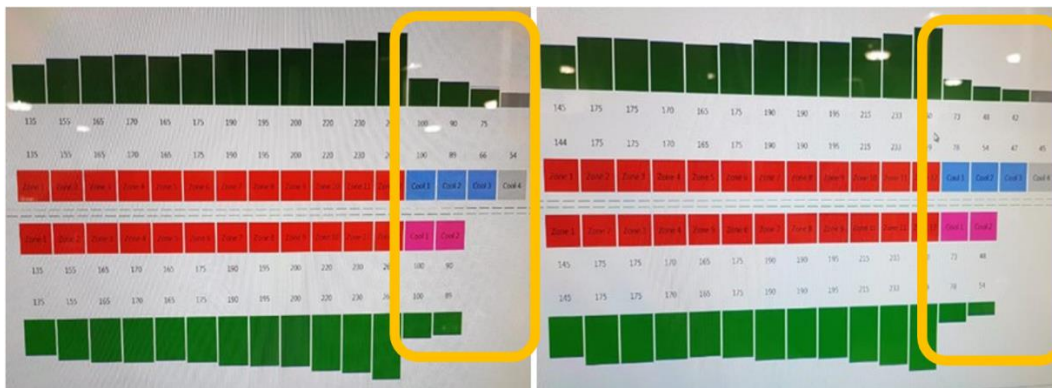 135 155 165 170 165 175 190 195 200 220 230 100 90 75
135 155 165 170 165 175 190 195 200 220 230 100 89 66 34
Zone 1 Zone 2 Zone 3 Zone 4 Zone 5 Zone 6 Zone 7 Zone 8 Zone 9 Zone 10 Zone 11 Cool 1 Cool 2 Cool 3 Cool 4
Zone 1 Zone 2 Zone 3 Zone 4 Zone 5 Zone 6 Zone 7 Zone 8 Zone 9 Zone 10 Zone 11 Cool 1 Cool 2
135 155 165 170 165 175 190 195 200 220 230 100 90
175 155 165 170 165 175 190 195 200 220 230 100 89
145 175 175 170 165 175 190 190 195 215 233 73 48 42
144 175 175 170 165 175 190 190 195 215 233 78 54 47 45
Zone 1 Zone 2 Zone 3 Zone 4 Zone 5 Zone 6 Zone 7 Zone 8 Zone 9 Zone 10 Zone 11 Cool 1 Cool 2 Cool 3 Cool 4
Zone 1 Zone 2 Zone 3 Zone 4 Zone 5 Zone 6 Zone 7 Zone 8 Zone 9 Zone 10 Zone 11 Cool 1 Cool 2
145 175 175 170 165 175 190 190 195 215 233 73 48
145 175 175 170 165 175 190 190 195 215 233 78 54